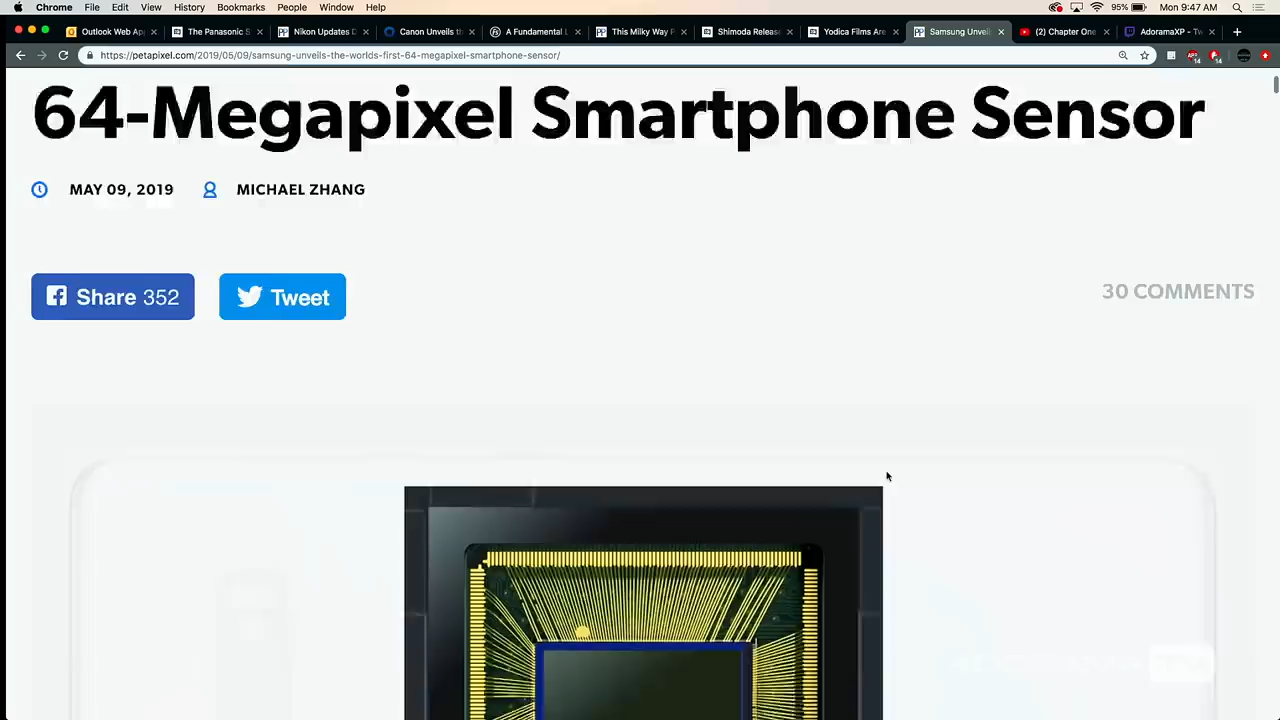 Chrome File Edit View History Bookmarks People Window Help 95% Mon 9:47 AM
Outlook Web App The Panasonic S Nikon Updates D Canon Unveils th A Fundamental L This Milky Way P Shimoda Releas Yodica Films Are Samsung Unveil (2) Chapter One AdoramaXP - Tw
https://petapixel.com/2019/05/09/samsung-unveils-the-worlds-first-64-megapixel-smartphone-sensor/
64-Megapixel Smartphone Sensor
MAY 09, 2019 MICHAEL ZHANG
Share 352 Tweet 30 COMMENTS